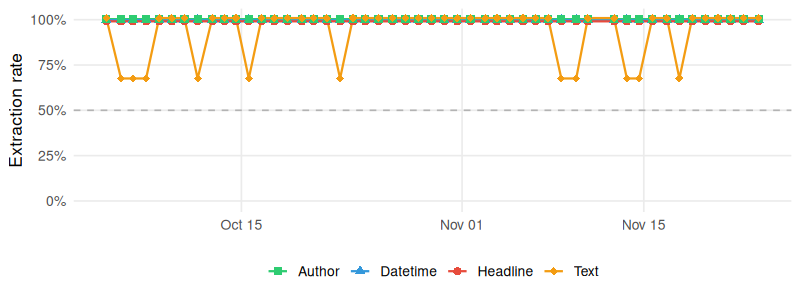 Extraction rate
100%
75%
50%
25%
0%
Oct 15 Nov 01 Nov 15
Author Datetime Headline Text